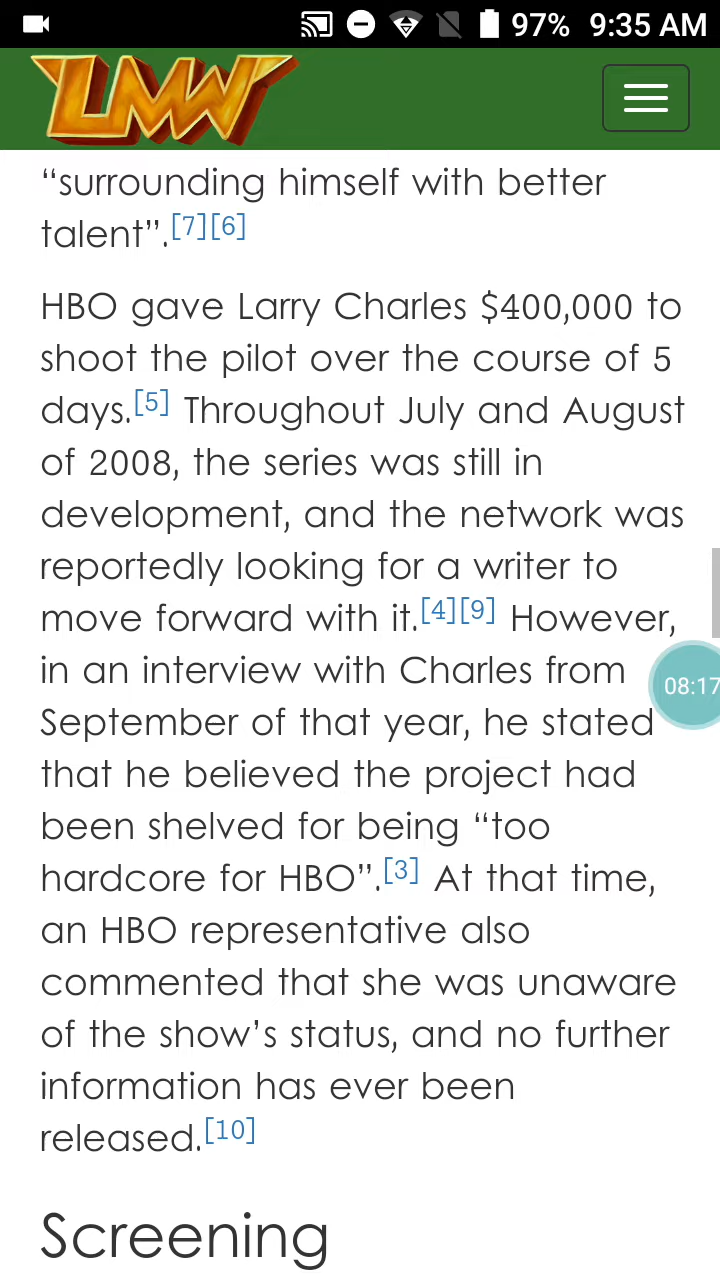 97% 9:35 AM
LMW
“surrounding himself with better
talent”.[7][6]
HBO gave Larry Charles $400,000 to
shoot the pilot over the course of 5
days.[5] Throughout July and August
of 2008, the series was still in
development, and the network was
reportedly looking for a writer to
move forward with it.[4][9] However,
in an interview with Charles from
08:17
September of that year, he stated
that he believed the project had
been shelved for being “too
hardcore for HBO”.[3] At that time,
an HBO representative also
commented that she was unaware
of the show’s status, and no further
information has ever been
released.[10]
Screening